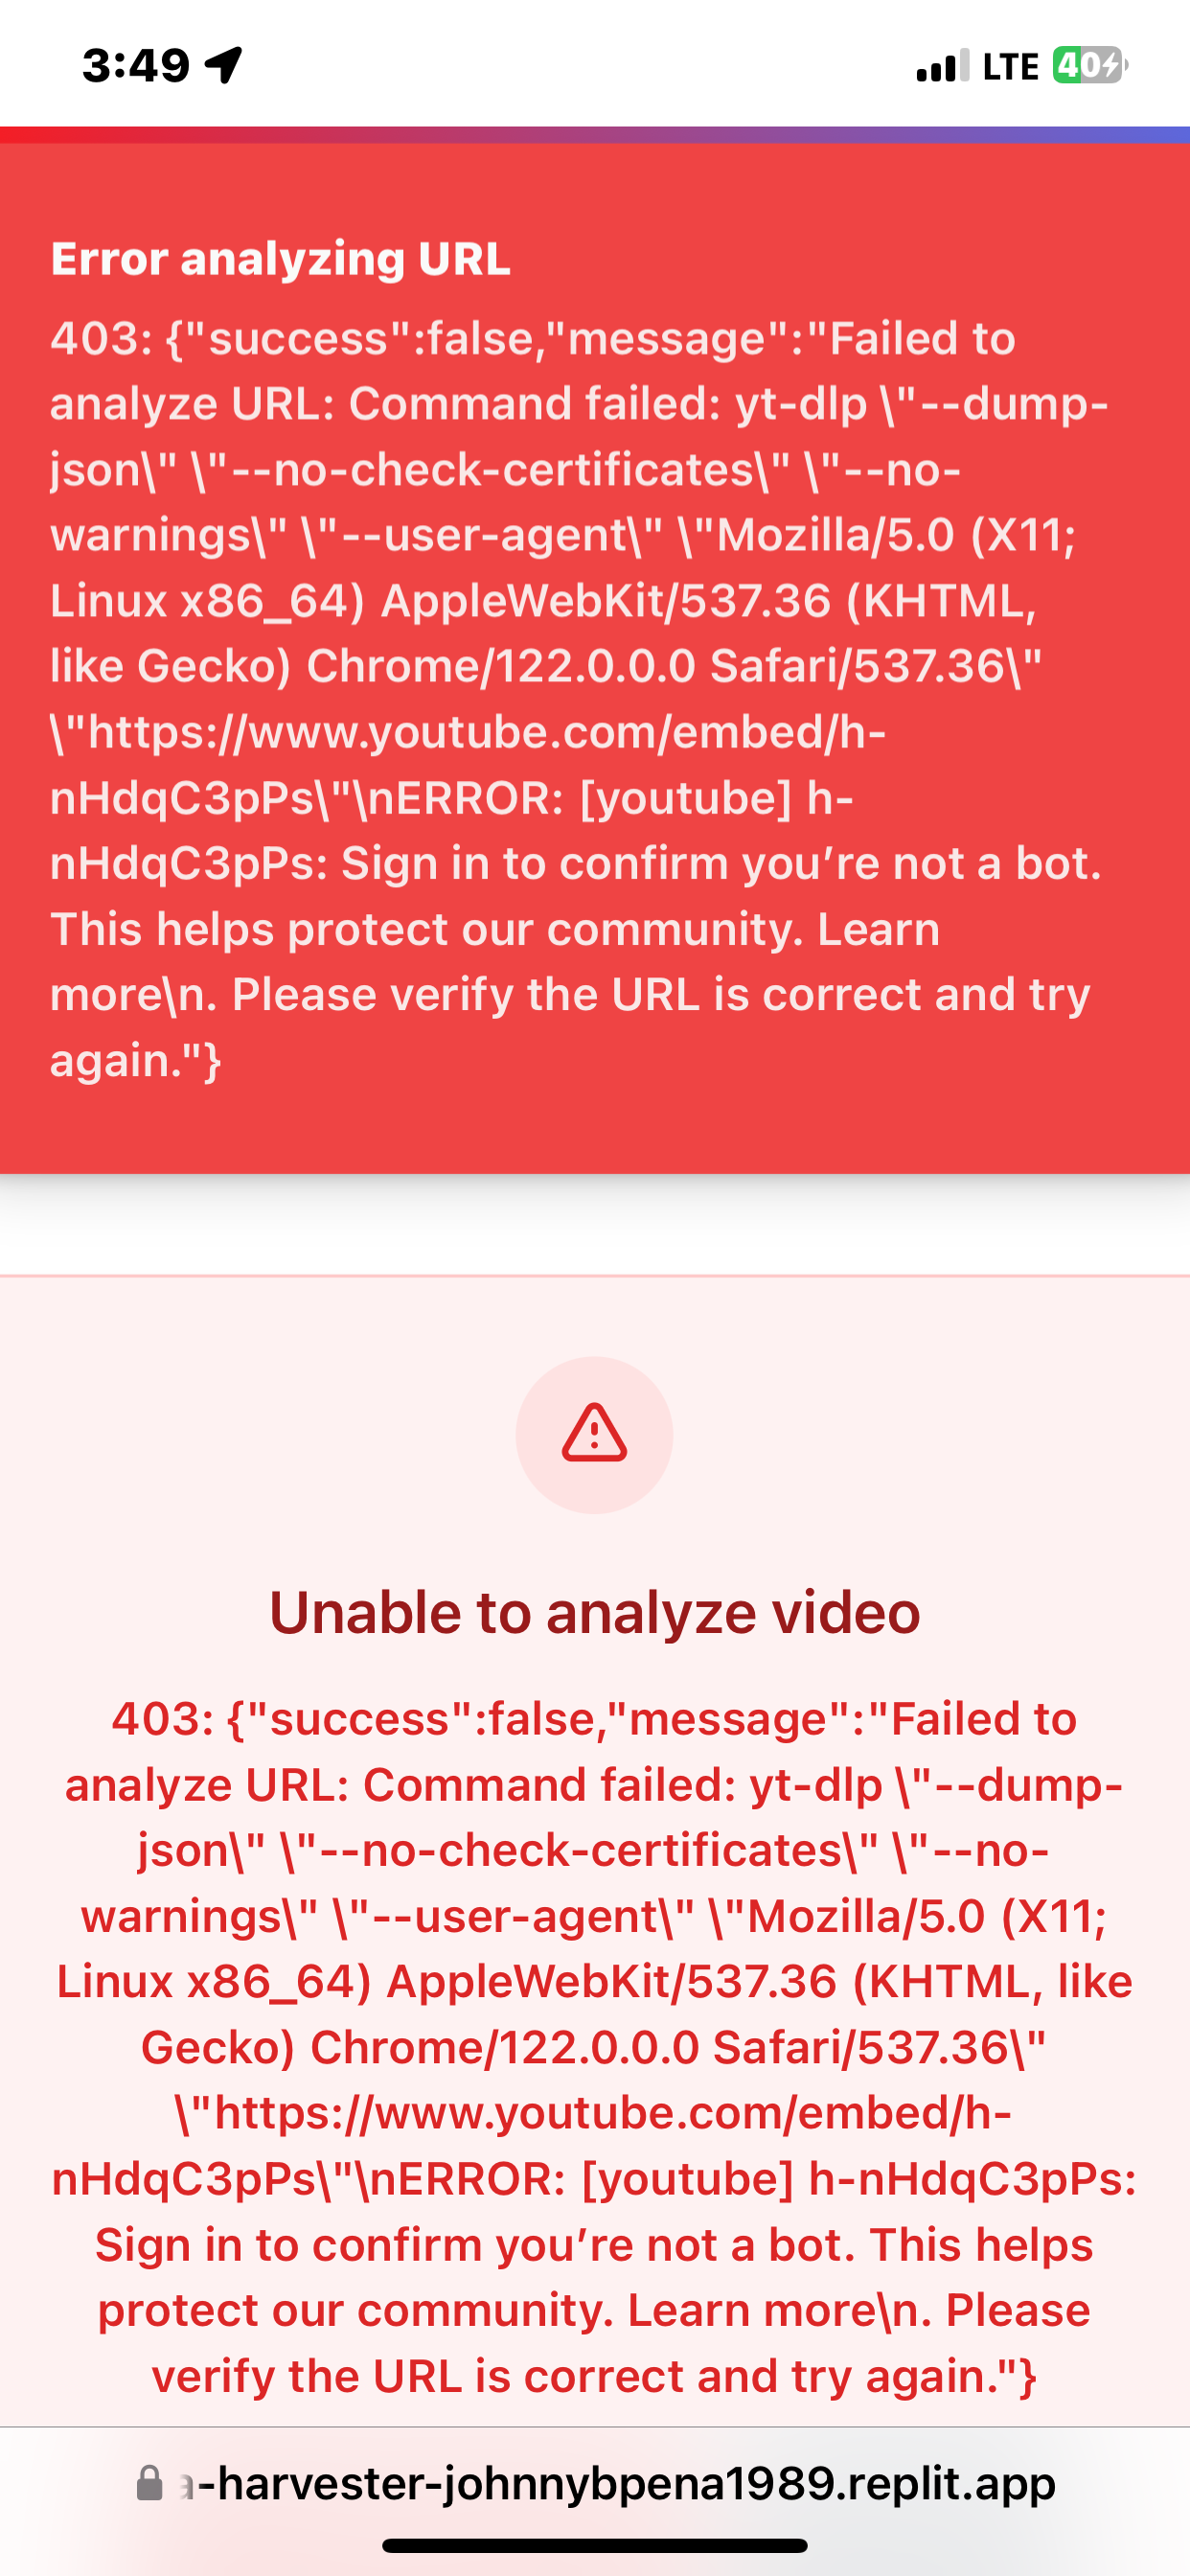 3:49
LTE 40
Error analyzing URL
403: {"success":false,"message":"Failed to
analyze URL: Command failed: yt-dlp \"--dump-
json\" \"--no-check-certificates\" \"--no-
warnings\" \"--user-agent\" \"Mozilla/5.0 (X11;
Linux x86_64) AppleWebKit/537.36 (KHTML,
like Gecko) Chrome/122.0.0.0 Safari/537.36\"
\"https://www.youtube.com/embed/h-
nHdqC3pPs\"\nERROR: [youtube] h-
nHdqC3pPs: Sign in to confirm you’re not a bot.
This helps protect our community. Learn
more\n. Please verify the URL is correct and try
again."}
Unable to analyze video
403: {"success":false,"message":"Failed to
analyze URL: Command failed: yt-dlp \"--dump-
json\" \"--no-check-certificates\" \"--no-
warnings\" \"--user-agent\" \"Mozilla/5.0 (X11;
Linux x86_64) AppleWebKit/537.36 (KHTML, like
Gecko) Chrome/122.0.0.0 Safari/537.36\"
\"https://www.youtube.com/embed/h-
nHdqC3pPs\"\nERROR: [youtube] h-nHdqC3pPs:
Sign in to confirm you’re not a bot. This helps
protect our community. Learn more\n. Please
verify the URL is correct and try again."}
-harvester-johnnybpena1989.replit.app